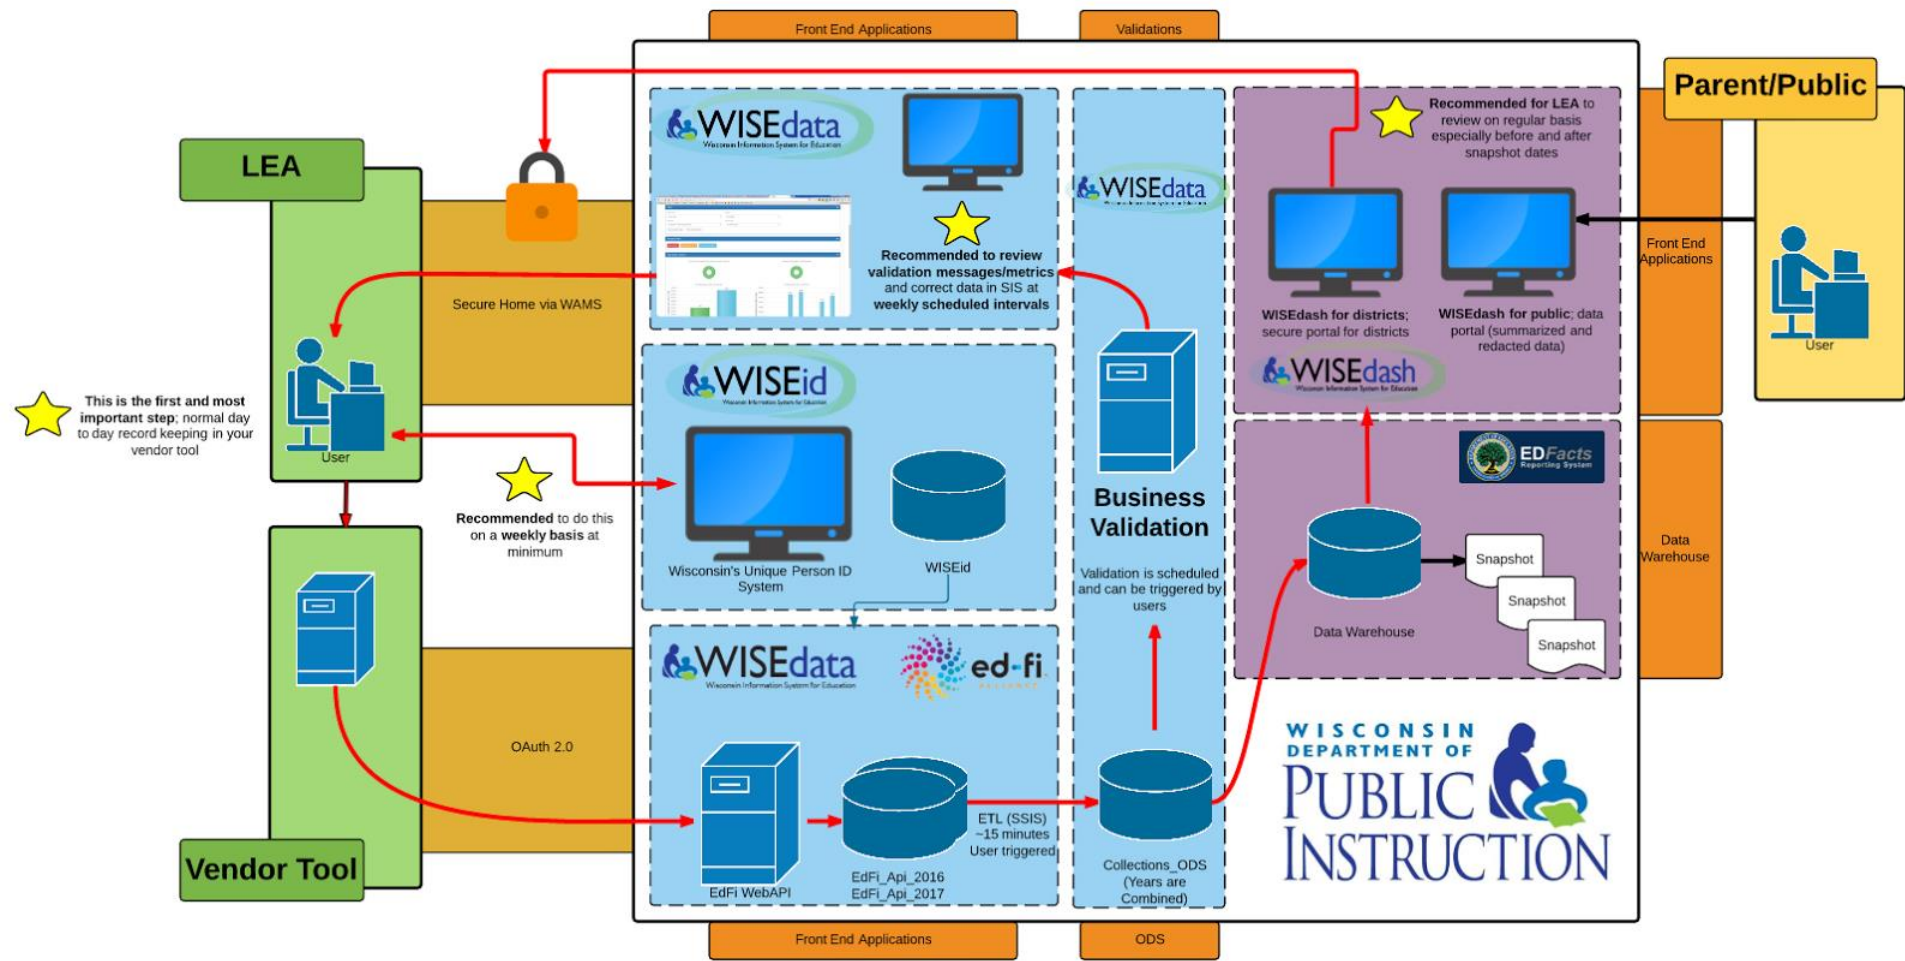 Front End Applications
Validations
Parent/Public
LEA
WISEdata
Wisconsin Information System for Education
Recommended to review
validation messages/metrics
and correct data in SIS at
weekly scheduled intervals
WISEdata
Recommended for LEA to
review on regular basis
especially before and after
snapshot dates
WISEdash for districts;
secure portal for districts
WISEdash for public; data
portal (summarized and
redacted data)
WISEdash
Wisconsin Information System for Education
Front End
Applications
User
Secure Home via WAMS
This is the first and most
important step; normal day
to day record keeping in your
vendor tool
User
Recommended to do this
on a weekly basis at
minimum
WISEid
Wisconsin Information System for Education
Wisconsin's Unique Person ID
System
WISEid
Business
Validation
Validation is scheduled
and can be triggered by
users
EDFacts
Reporting System
Data Warehouse
Snapshot
Snapshot
Snapshot
Data
Warehouse
OAuth 2.0
Vendor Tool
WISEdata
Wisconsin Information System for Education
ed-fi
ALLIANCE
EdFi WebAPI
EdFi_Api_2016
EdFi_Api_2017
ETL (SSIS)
~15 minutes
User triggered
Collections_ODS
(Years are
Combined)
WISCONSIN
DEPARTMENT OF
PUBLIC
INSTRUCTION
Front End Applications
ODS